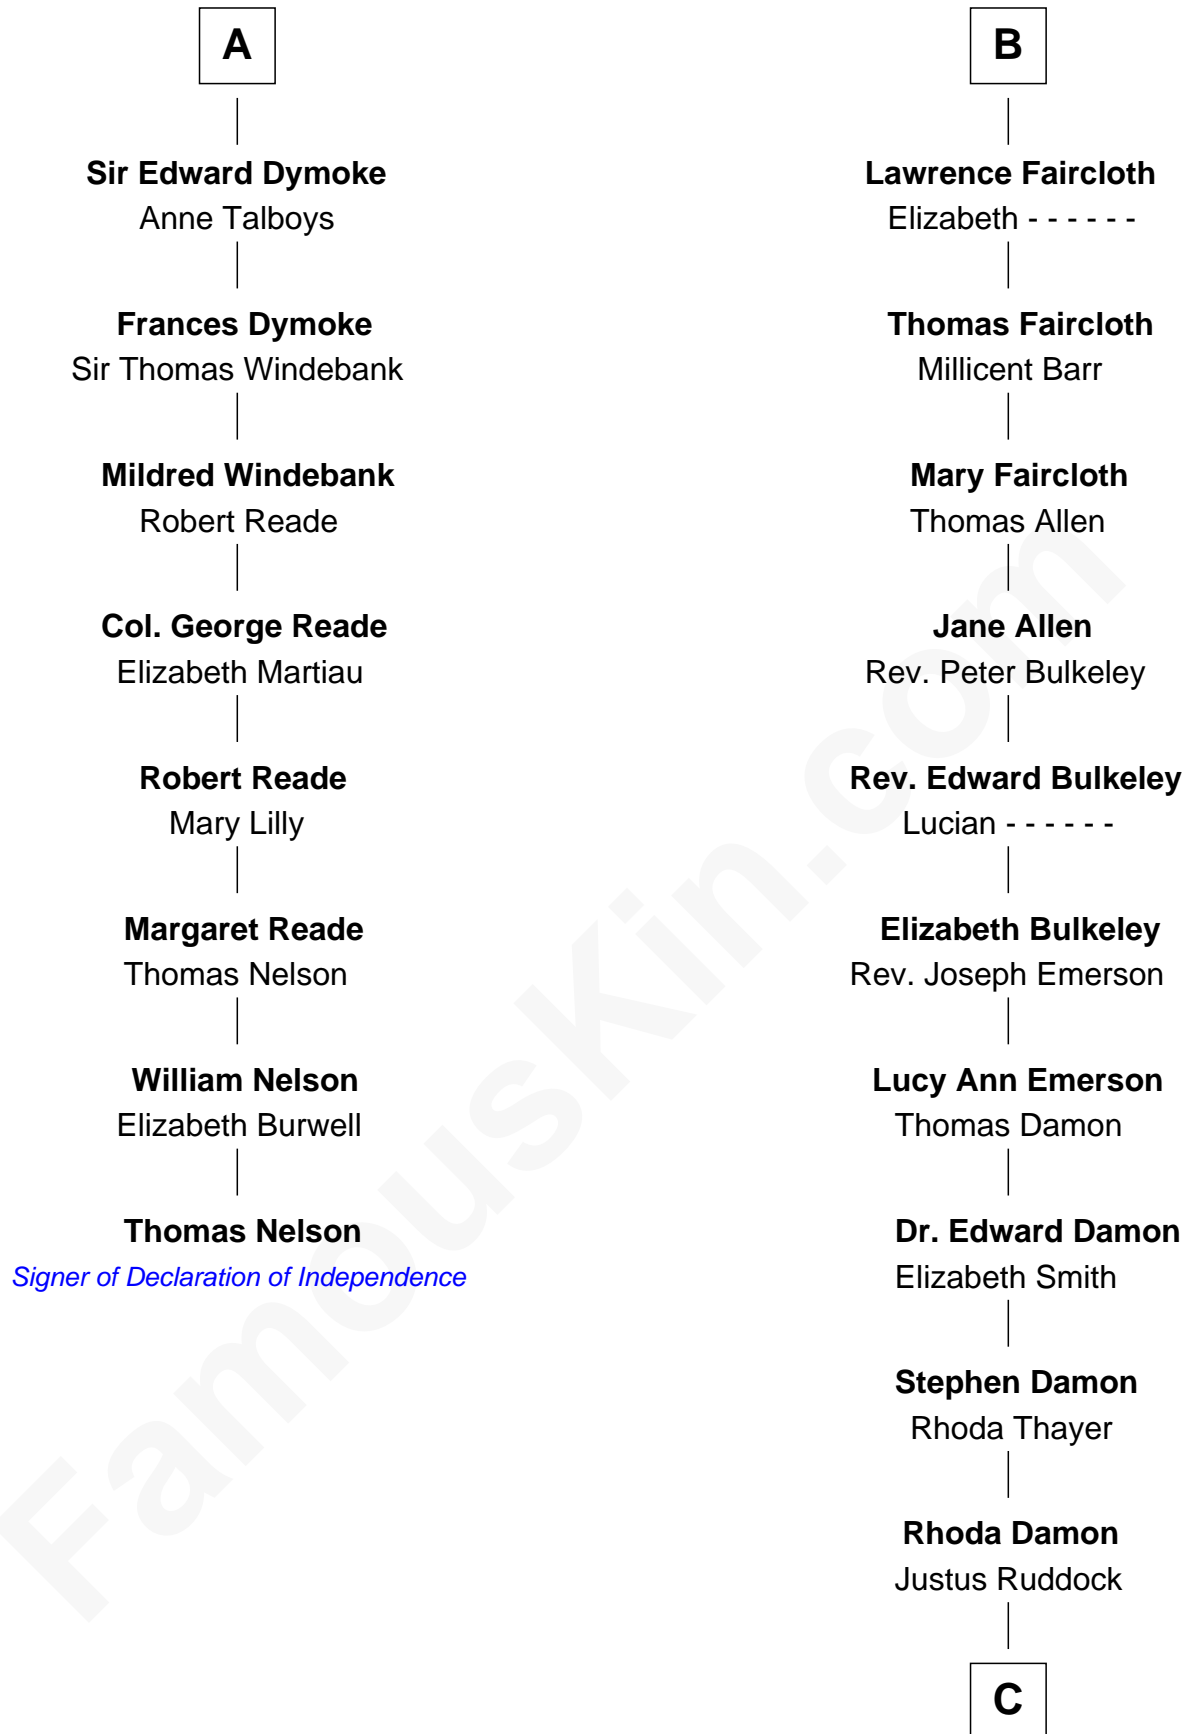 A
Sir Edward Dymoke
Anne Talboys
Frances Dymoke
Sir Thomas Windebank
Mildred Windebank
Robert Reade
Col. George Reade
Elizabeth Martiau
Robert Reade
Mary Lilly
Margaret Reade
Thomas Nelson
William Nelson
Elizabeth Burwell
Thomas Nelson
Signer of Declaration of Independence
B
Lawrence Faircloth
Elizabeth - - - - - -
Thomas Faircloth
Millicent Barr
Mary Faircloth
Thomas Allen
Jane Allen
Rev. Peter Bulkeley
Rev. Edward Bulkeley
Lucian - - - - - -
Elizabeth Bulkeley
Rev. Joseph Emerson
Lucy Ann Emerson
Thomas Damon
Dr. Edward Damon
Elizabeth Smith
Stephen Damon
Rhoda Thayer
Rhoda Damon
Justus Ruddock
C
FamousKin.com